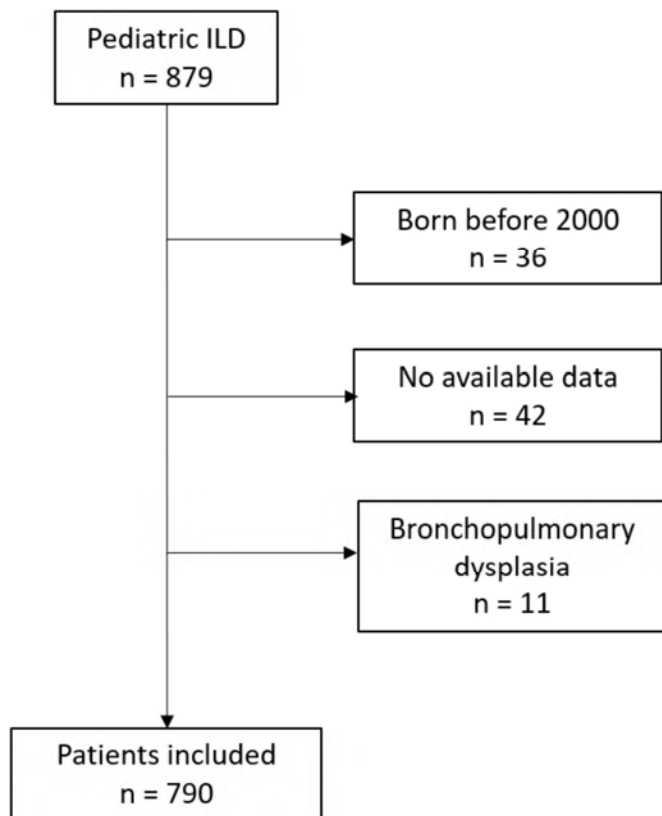 Pediatric ILD
n = 879
Born before 2000
n = 36
No available data
n = 42
Bronchopulmonary
dysplasia
n = 11
Patients included
n = 790